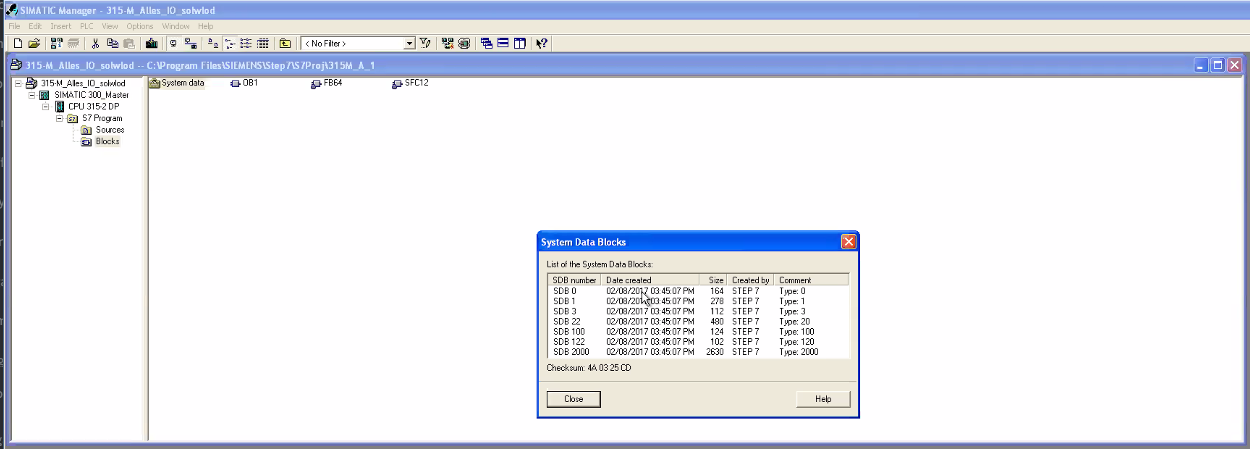 SIMATIC Manager - 315-M_Alles_IO_solwlod
File Edit Insert PLC View Options Window Help
< No Filter >
315-M_Alles_IO_solwlod -- C:\Program Files\SIEMENS\Step7\S7Proj\315M_A_1
315-M_Alles_IO_solwlod
SIMATIC 300_Master
CPU 315-2 DP
S7 Program
Sources
Blocks
System data OB1 FB64 SFC12
System Data Blocks
List of the System Data Blocks:
SDB number Date created Size Created by Comment
SDB 0 02/08/2017 03:45:07 PM 164 STEP 7 Type: 0
SDB 1 02/08/2017 03:45:07 PM 278 STEP 7 Type: 1
SDB 3 02/08/2017 03:45:07 PM 112 STEP 7 Type: 3
SDB 22 02/08/2017 03:45:07 PM 480 STEP 7 Type: 20
SDB 100 02/08/2017 03:45:07 PM 124 STEP 7 Type: 100
SDB 122 02/08/2017 03:45:07 PM 102 STEP 7 Type: 120
SDB 2000 02/08/2017 03:45:07 PM 2630 STEP 7 Type: 2000
Checksum: 4A 03 25 CD
Close Help